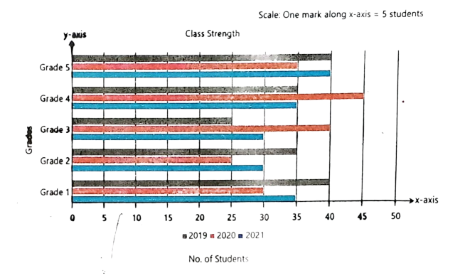 Scale: One mark along x-axis = 5 students
y-axis
Class Strength
Grade 5
Grade 4
Grade 3
Grade 2
Grade 1
Grades
x-axis
0 5 10 15 20 25 30 35 40 45 50
2019 2020 2021
No. of Students